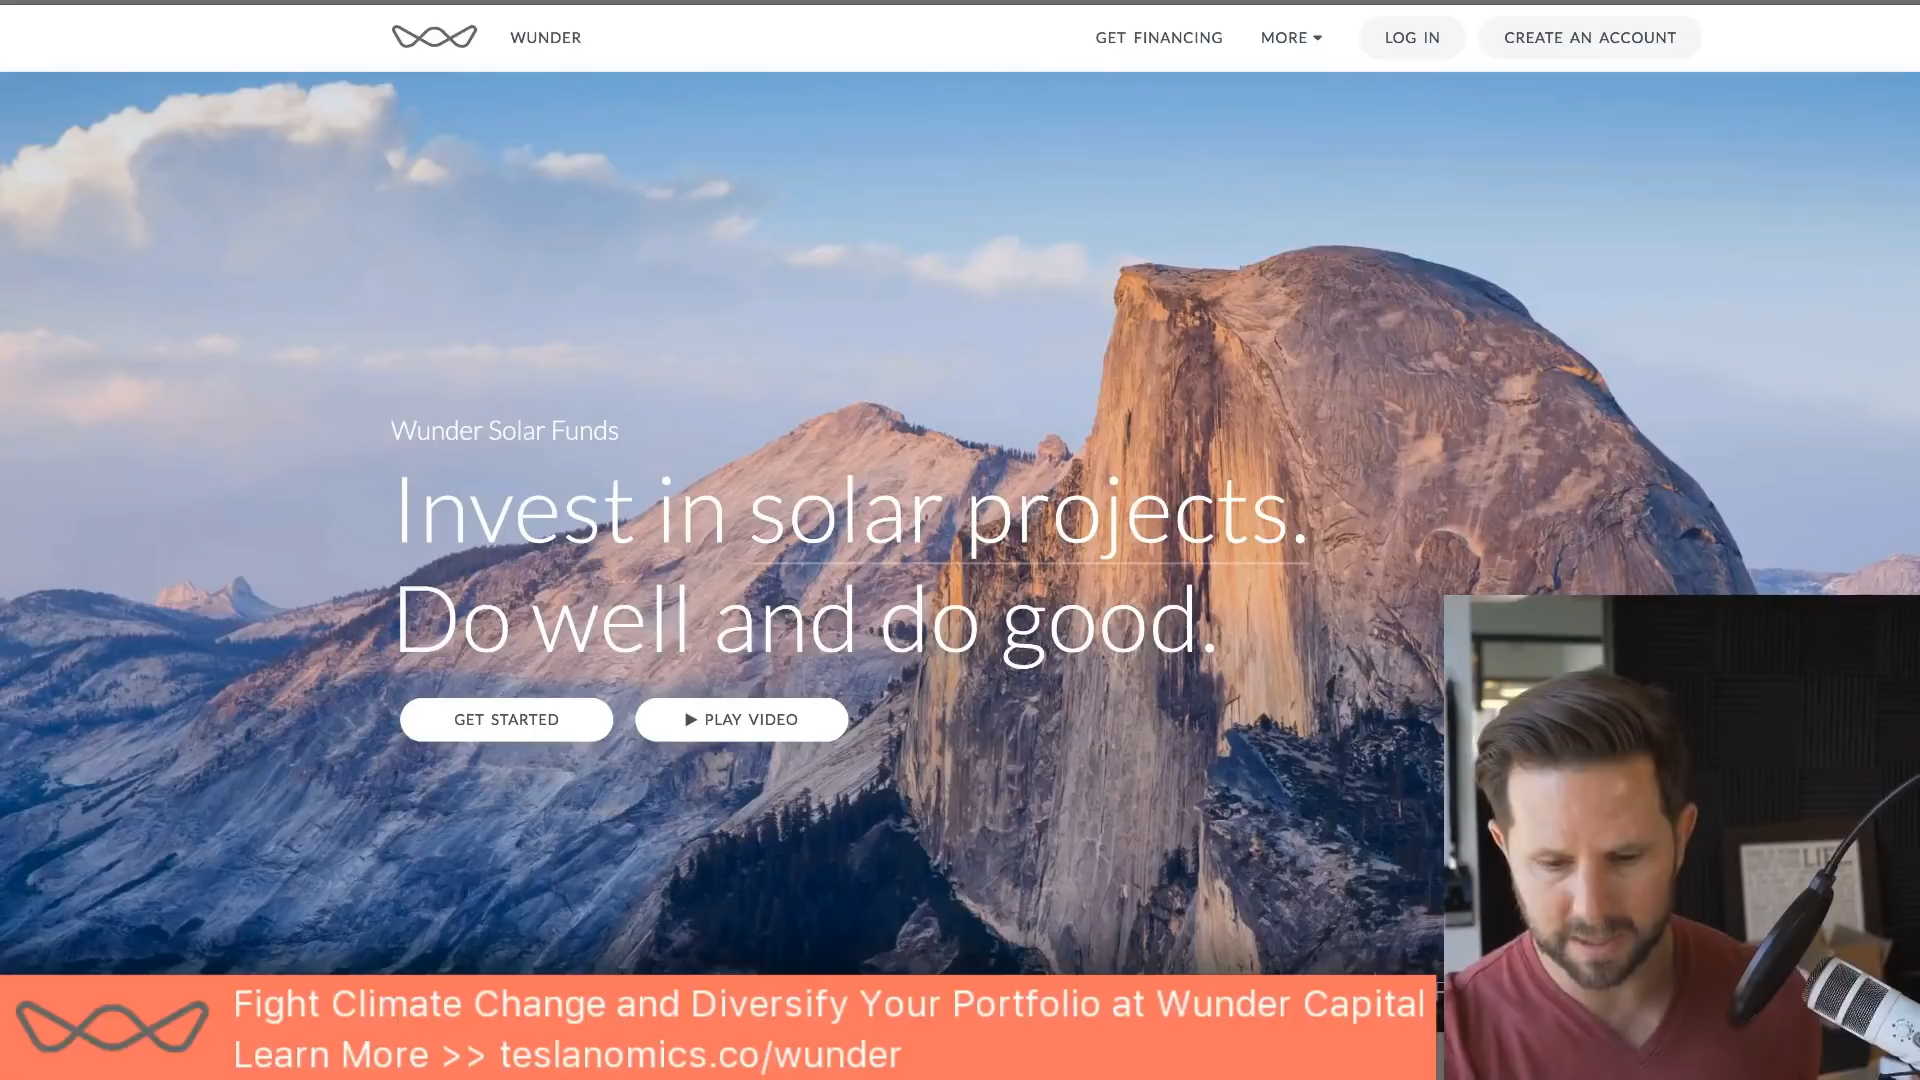 WUNDER
GET FINANCING
MORE
LOG IN
CREATE AN ACCOUNT
Wunder Solar Funds
Invest in solar projects.
Do well and do good.
GET STARTED
PLAY VIDEO
Fight Climate Change and Diversify Your Portfolio at Wunder Capital
Learn More >> teslanomics.co/wunder